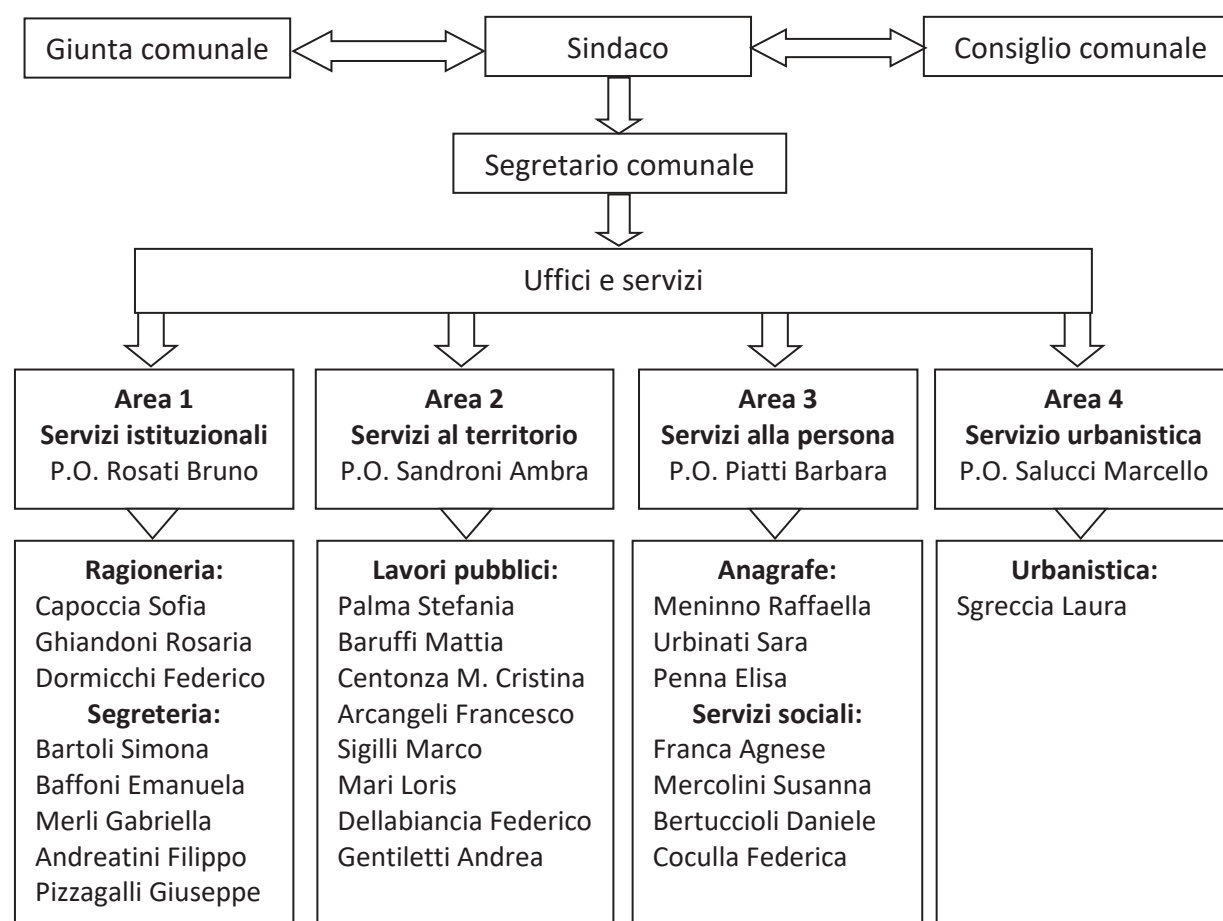 Giunta comunale
Sindaco
Consiglio comunale
Segretario comunale
Uffici e servizi
Area 1
Servizi istituzionali
P.O. Rosati Bruno
Area 2
Servizi al territorio
P.O. Sandroni Ambra
Area 3
Servizi alla persona
P.O. Piatti Barbara
Area 4
Servizio urbanistica
P.O. Salucci Marcello
Ragioneria:
Capoccia Sofia
Ghiandoni Rosaria
Dormicchi Federico
Segreteria:
Bartoli Simona
Baffoni Emanuela
Merli Gabriella
Andreatini Filippo
Pizzagalli Giuseppe
Lavori pubblici:
Palma Stefania
Baruffi Mattia
Centonza M. Cristina
Arcangeli Francesco
Sigilli Marco
Mari Loris
Dellabiancia Federico
Gentiletti Andrea
Anagrafe:
Meninno Raffaella
Urbinati Sara
Penna Elisa
Servizi sociali:
Franca Agnese
Mercolini Susanna
Bertuccioli Daniele
Coculla Federica
Urbanistica:
Sgreccia Laura